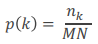 p(k) = n_k / MN